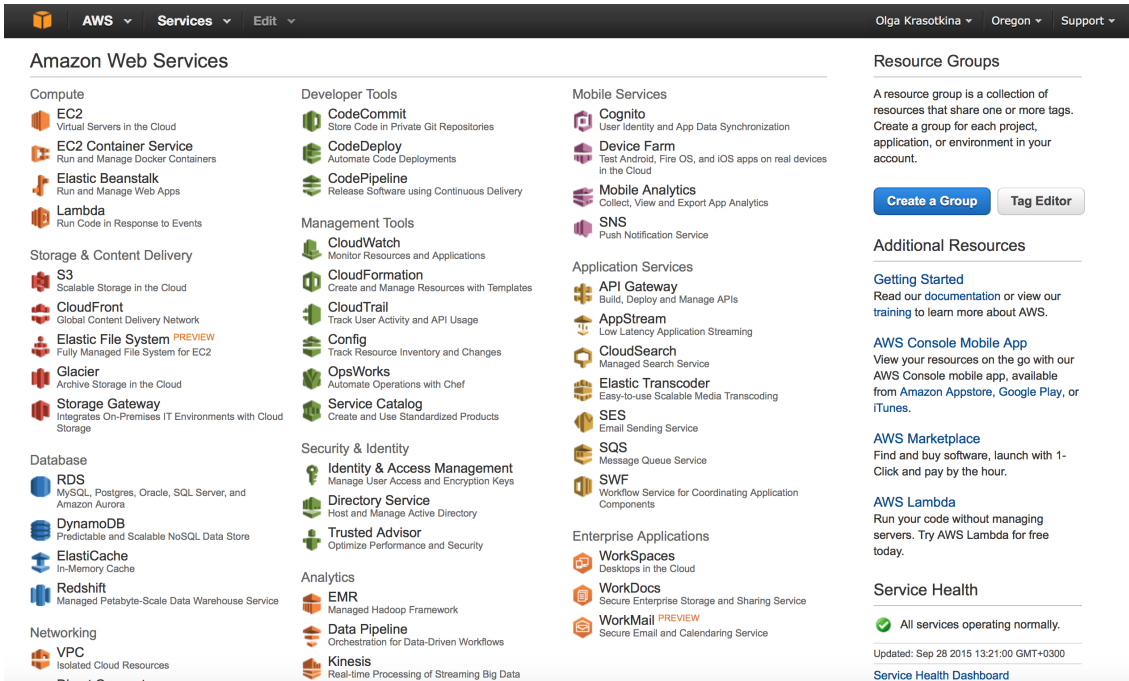 AWS Services Edit Olga Krasotkina Oregon Support
Amazon Web Services
Compute
EC2
Virtual Servers in the Cloud
EC2 Container Service
Run and Manage Docker Containers
Elastic Beanstalk
Run and Manage Web Apps
Lambda
Run Code in Response to Events
Storage & Content Delivery
S3
Scalable Storage in the Cloud
CloudFront
Global Content Delivery Network
Elastic File System PREVIEW
Fully Managed File System for EC2
Glacier
Archive Storage in the Cloud
Storage Gateway
Integrates On-Premises IT Environments with Cloud
Storage
Database
RDS
MySQL, Postgres, Oracle, SQL Server, and
Amazon Aurora
DynamoDB
Predictable and Scalable NoSQL Data Store
ElastiCache
In-Memory Cache
Redshift
Managed Petabyte-Scale Data Warehouse Service
Networking
VPC
Isolated Cloud Resources
Developer Tools
CodeCommit
Store Code in Private Git Repositories
CodeDeploy
Automate Code Deployments
CodePipeline
Release Software using Continuous Delivery
Management Tools
CloudWatch
Monitor Resources and Applications
CloudFormation
Create and Manage Resources with Templates
CloudTrail
Track User Activity and API Usage
Config
Track Resource Inventory and Changes
OpsWorks
Automate Operations with Chef
Service Catalog
Create and Use Standardized Products
Security & Identity
Identity & Access Management
Manage User Access and Encryption Keys
Directory Service
Host and Manage Active Directory
Trusted Advisor
Optimize Performance and Security
Analytics
EMR
Managed Hadoop Framework
Data Pipeline
Orchestration for Data-Driven Workflows
Kinesis
Real-time Processing of Streaming Big Data
Mobile Services
Cognito
User Identity and App Data Synchronization
Device Farm
Test Android, Fire OS, and iOS apps on real devices
in the Cloud
Mobile Analytics
Collect, View and Export App Analytics
SNS
Push Notification Service
Application Services
API Gateway
Build, Deploy and Manage APIs
AppStream
Low Latency Application Streaming
CloudSearch
Managed Search Service
Elastic Transcoder
Easy-to-use Scalable Media Transcoding
SES
Email Sending Service
SQS
Message Queue Service
SWF
Workflow Service for Coordinating Application
Components
Enterprise Applications
WorkSpaces
Desktops in the Cloud
WorkDocs
Secure Enterprise Storage and Sharing Service
WorkMail PREVIEW
Secure Email and Calendaring Service
Resource Groups
A resource group is a collection of
resources that share one or more tags.
Create a group for each project,
application, or environment in your
account.
Create a Group Tag Editor
Additional Resources
Getting Started
Read our documentation or view our
training to learn more about AWS.
AWS Console Mobile App
View your resources on the go with our
AWS Console mobile app, available
from Amazon Appstore, Google Play, or
iTunes.
AWS Marketplace
Find and buy software, launch with 1-
Click and pay by the hour.
AWS Lambda
Run your code without managing
servers. Try AWS Lambda for free
today.
Service Health
All services operating normally.
Updated: Sep 28 2015 13:21:00 GMT+0300
Service Health Dashboard